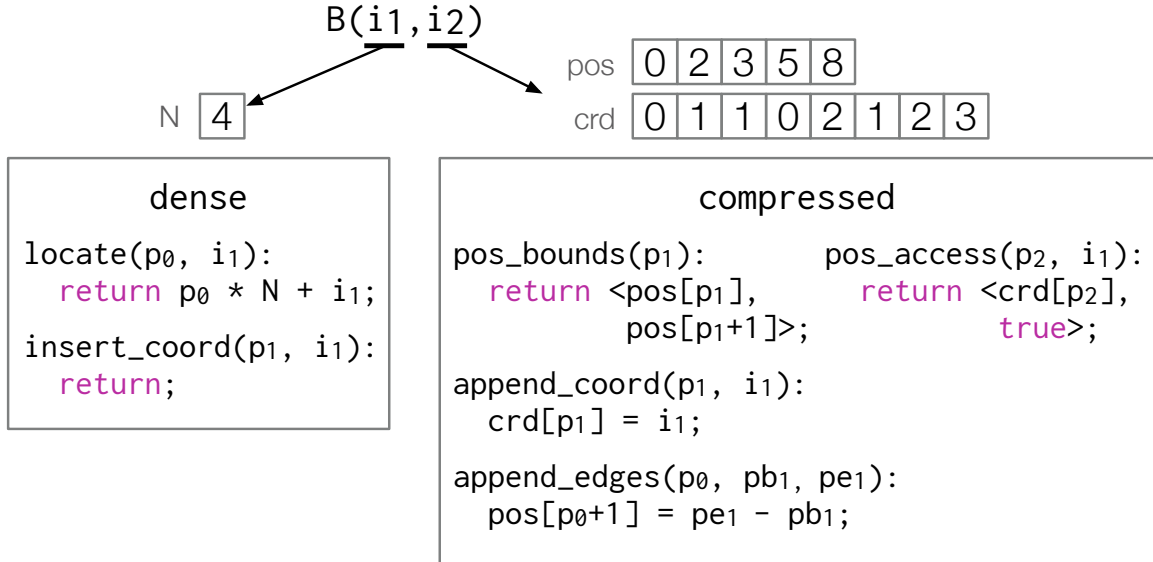 B(i1,i2)
pos 0 2 3 5 8
N 4
crd 0 1 1 0 2 1 2 3
dense
locate(p0, i1):
return p0 * N + i1;
insert_coord(p1, i1):
return;
compressed
pos_bounds(p1):
return <pos[p1],
pos[p1+1]>;
pos_access(p2, i1):
return <crd[p2],
true>;
append_coord(p1, i1):
crd[p1] = i1;
append_edges(p0, pb1, pe1):
pos[p0+1] = pe1 - pb1;